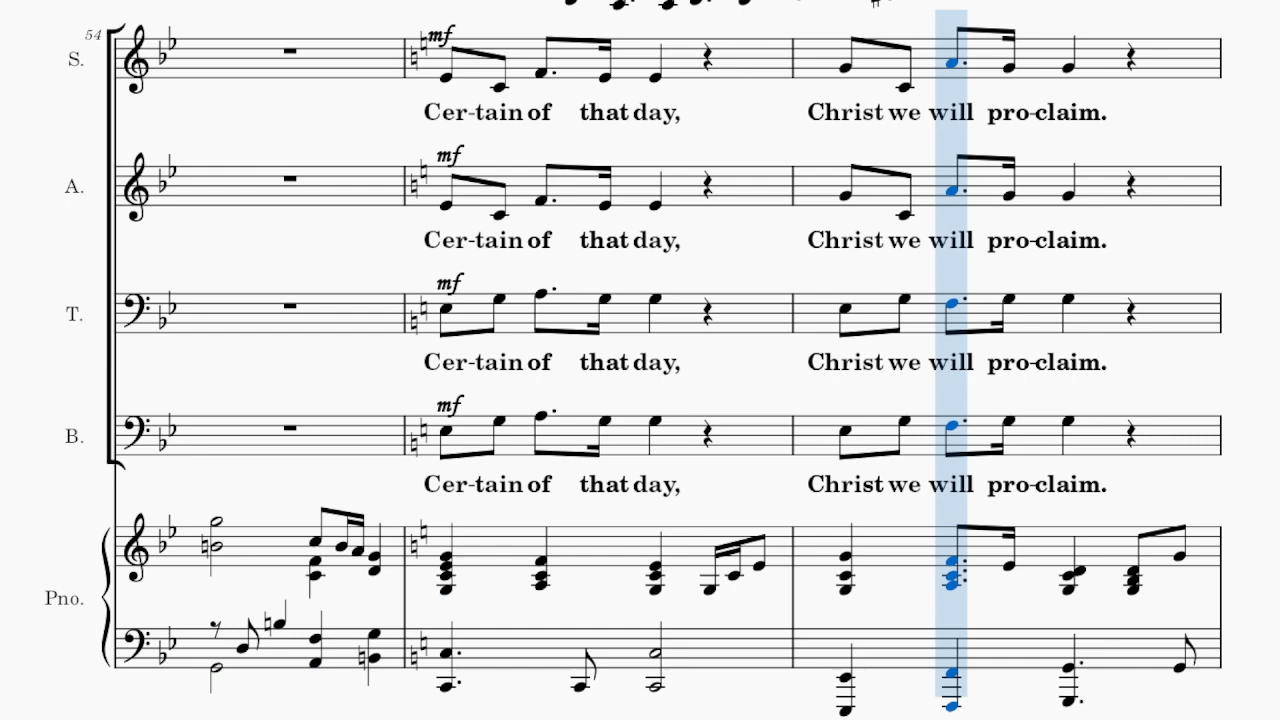 54
S.
mf
Cer-tain of that day, Christ we will pro-claim.
A.
mf
Cer-tain of that day, Christ we will pro-claim.
T.
mf
Cer-tain of that day, Christ we will pro-claim.
B.
mf
Cer-tain of that day, Christ we will pro-claim.
Pno.